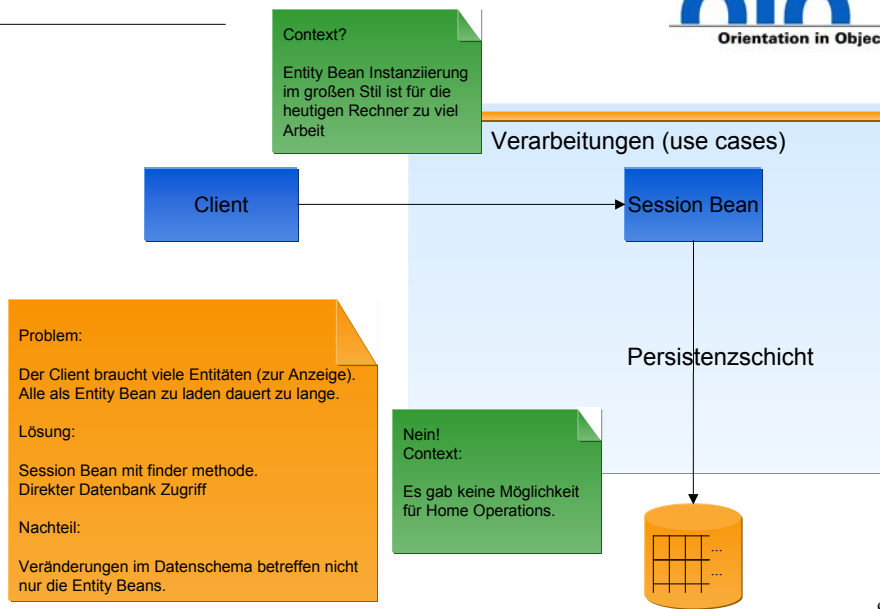 Orientation in Objec
Context?
Entity Bean Instanziierung
im großen Stil ist für die
heutigen Rechner zu viel
Arbeit
Verarbeitungen (use cases)
Client
Session Bean
Problem:
Der Client braucht viele Entitäten (zur Anzeige).
Alle als Entity Bean zu laden dauert zu lange.
Lösung:
Session Bean mit finder methode.
Direkter Datenbank Zugriff
Nachteil:
Veränderungen im Datenschema betreffen nicht
nur die Entity Beans.
Persistenzschicht
Nein!
Context:
Es gab keine Möglichkeit
für Home Operations.
...
...